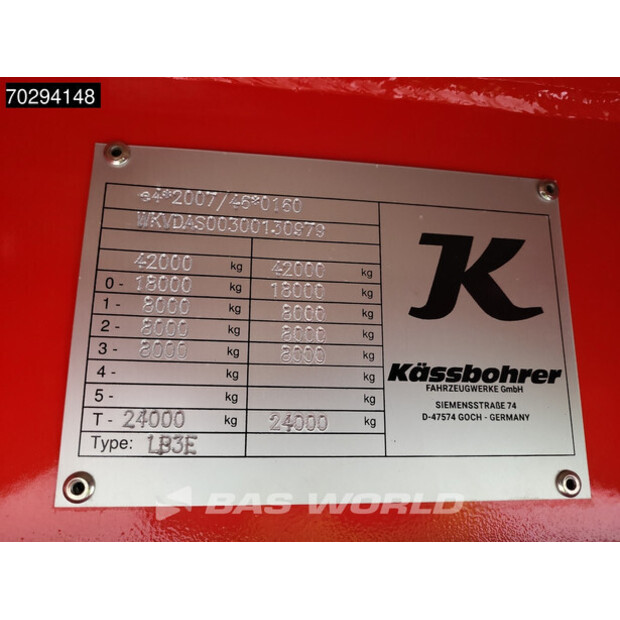 70294148
e4*2007/46*0160
WKVDAS00300130979
42000 kg 42000 kg
0 - 18000 kg 18000 kg
1 - 8000 kg 8000 kg
2 - 8000 kg 8000 kg
3 - 8000 kg 8000 kg
4 - kg kg
5 - kg kg
T - 24000 kg 24000 kg
Type: LB3E
K
Kässbohrer
FAHRZEUGWERKE GmbH
SIEMENSSTRAßE 74
D-47574 GOCH - GERMANY
BAS WORLD